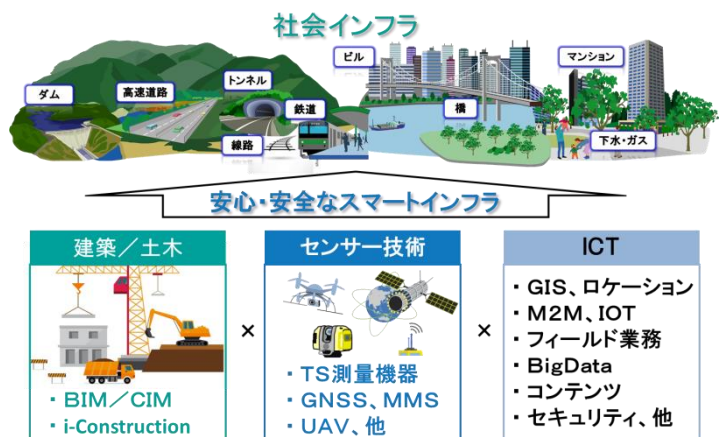 社会インフラ
ダム
高速道路
トンネル
鉄道
線路
ビル
橋
マンション
下水・ガス
安心・安全なスマートインフラ
建築／土木
・BIM／CIM
・i-Construction
×
センサー技術
・TS測量機器
・GNSS、MMS
・UAV、他
×
ICT
・GIS、ロケーション
・M2M、IOT
・フィールド業務
・BigData
・コンテンツ
・セキュリティ、他